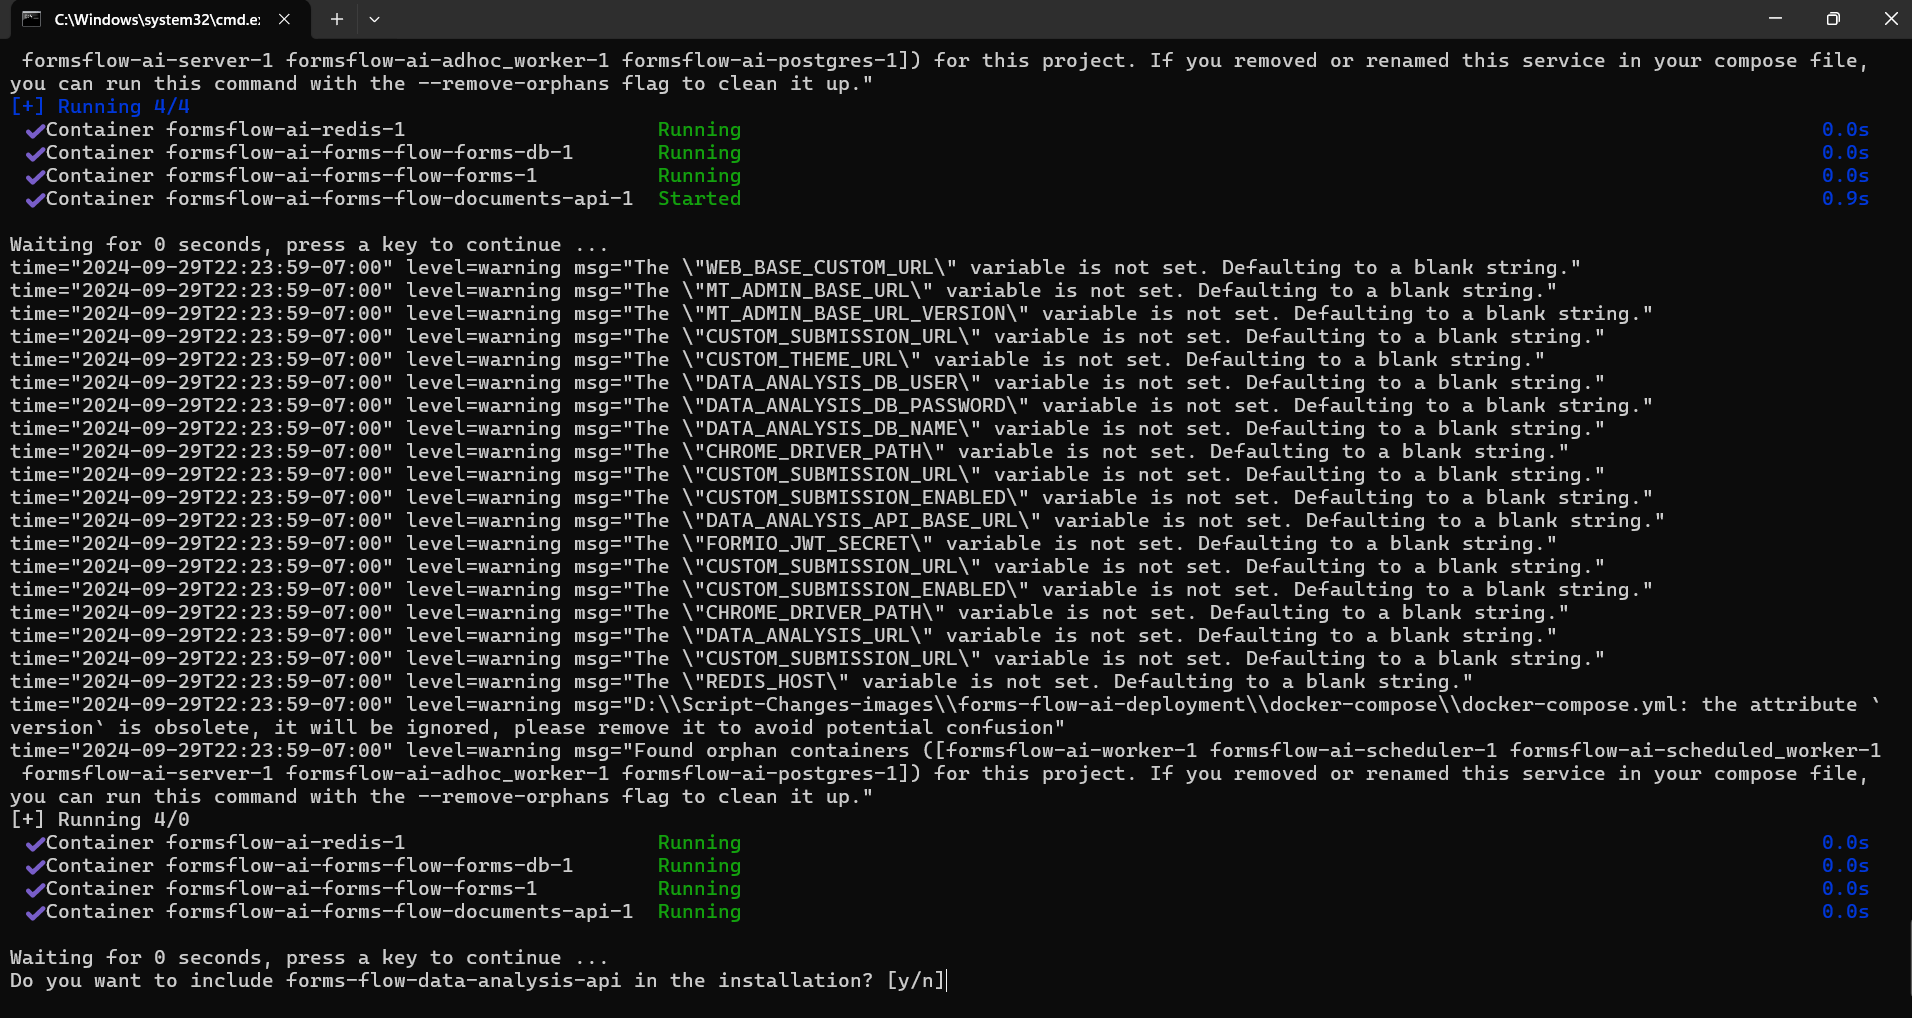 C:\Windows\system32\cmd.e
formsflow-ai-server-1 formsflow-ai-adhoc_worker-1 formsflow-ai-postgres-1]) for this project. If you removed or renamed this service in your compose file,
you can run this command with the --remove-orphans flag to clean it up."
[+] Running 4/4
✔Container formsflow-ai-redis-1 Running 0.0s
✔Container formsflow-ai-forms-flow-forms-db-1 Running 0.0s
✔Container formsflow-ai-forms-flow-forms-1 Running 0.0s
✔Container formsflow-ai-forms-flow-documents-api-1 Started 0.9s
Waiting for 0 seconds, press a key to continue ...
time="2024-09-29T22:23:59-07:00" level=warning msg="The \"WEB_BASE_CUSTOM_URL\" variable is not set. Defaulting to a blank string."
time="2024-09-29T22:23:59-07:00" level=warning msg="The \"MT_ADMIN_BASE_URL\" variable is not set. Defaulting to a blank string."
time="2024-09-29T22:23:59-07:00" level=warning msg="The \"MT_ADMIN_BASE_URL_VERSION\" variable is not set. Defaulting to a blank string."
time="2024-09-29T22:23:59-07:00" level=warning msg="The \"CUSTOM_SUBMISSION_URL\" variable is not set. Defaulting to a blank string."
time="2024-09-29T22:23:59-07:00" level=warning msg="The \"CUSTOM_THEME_URL\" variable is not set. Defaulting to a blank string."
time="2024-09-29T22:23:59-07:00" level=warning msg="The \"DATA_ANALYSIS_DB_USER\" variable is not set. Defaulting to a blank string."
time="2024-09-29T22:23:59-07:00" level=warning msg="The \"DATA_ANALYSIS_DB_PASSWORD\" variable is not set. Defaulting to a blank string."
time="2024-09-29T22:23:59-07:00" level=warning msg="The \"DATA_ANALYSIS_DB_NAME\" variable is not set. Defaulting to a blank string."
time="2024-09-29T22:23:59-07:00" level=warning msg="The \"CHROME_DRIVER_PATH\" variable is not set. Defaulting to a blank string."
time="2024-09-29T22:23:59-07:00" level=warning msg="The \"CUSTOM_SUBMISSION_URL\" variable is not set. Defaulting to a blank string."
time="2024-09-29T22:23:59-07:00" level=warning msg="The \"CUSTOM_SUBMISSION_ENABLED\" variable is not set. Defaulting to a blank string."
time="2024-09-29T22:23:59-07:00" level=warning msg="The \"DATA_ANALYSIS_API_BASE_URL\" variable is not set. Defaulting to a blank string."
time="2024-09-29T22:23:59-07:00" level=warning msg="The \"FORMIO_JWT_SECRET\" variable is not set. Defaulting to a blank string."
time="2024-09-29T22:23:59-07:00" level=warning msg="The \"CUSTOM_SUBMISSION_URL\" variable is not set. Defaulting to a blank string."
time="2024-09-29T22:23:59-07:00" level=warning msg="The \"CUSTOM_SUBMISSION_ENABLED\" variable is not set. Defaulting to a blank string."
time="2024-09-29T22:23:59-07:00" level=warning msg="The \"CHROME_DRIVER_PATH\" variable is not set. Defaulting to a blank string."
time="2024-09-29T22:23:59-07:00" level=warning msg="The \"DATA_ANALYSIS_URL\" variable is not set. Defaulting to a blank string."
time="2024-09-29T22:23:59-07:00" level=warning msg="The \"CUSTOM_SUBMISSION_URL\" variable is not set. Defaulting to a blank string."
time="2024-09-29T22:23:59-07:00" level=warning msg="The \"REDIS_HOST\" variable is not set. Defaulting to a blank string."
time="2024-09-29T22:23:59-07:00" level=warning msg="D:\\Script-Changes-images\\forms-flow-ai-deployment\\docker-compose\\docker-compose.yml: the attribute `
version` is obsolete, it will be ignored, please remove it to avoid potential confusion"
time="2024-09-29T22:23:59-07:00" level=warning msg="Found orphan containers ([formsflow-ai-worker-1 formsflow-ai-scheduler-1 formsflow-ai-scheduled_worker-1
formsflow-ai-server-1 formsflow-ai-adhoc_worker-1 formsflow-ai-postgres-1]) for this project. If you removed or renamed this service in your compose file,
you can run this command with the --remove-orphans flag to clean it up."
[+] Running 4/0
✔Container formsflow-ai-redis-1 Running 0.0s
✔Container formsflow-ai-forms-flow-forms-db-1 Running 0.0s
✔Container formsflow-ai-forms-flow-forms-1 Running 0.0s
✔Container formsflow-ai-forms-flow-documents-api-1 Running 0.0s
Waiting for 0 seconds, press a key to continue ...
Do you want to include forms-flow-data-analysis-api in the installation? [y/n]